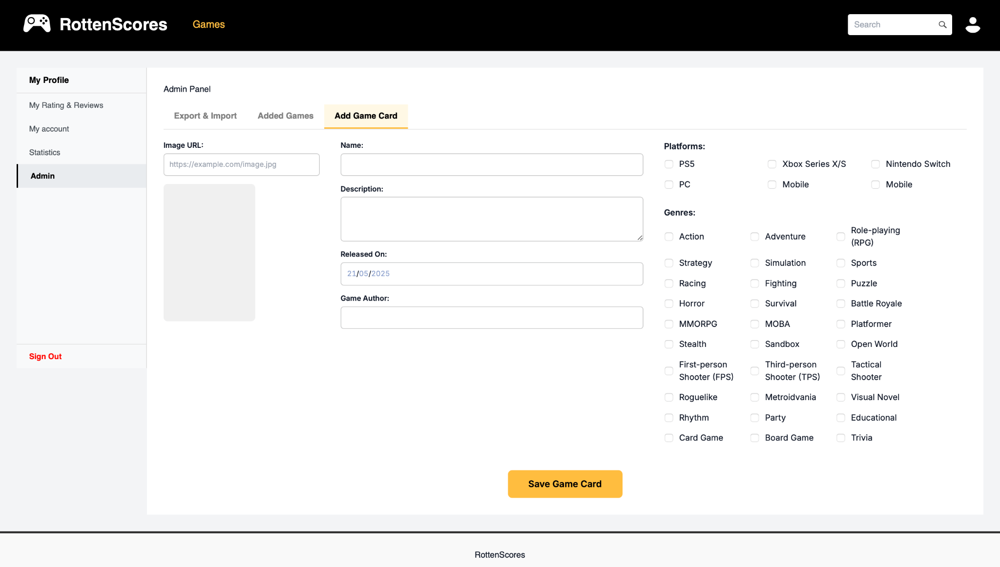 RottenScores
Games
Search
My Profile
My Rating & Reviews
My account
Statistics
Admin
Sign Out
Admin Panel
Export & Import
Added Games
Add Game Card
Image URL:
https://example.com/image.jpg
Name:
Description:
Released On:
21/05/2025
Game Author:
Platforms:
PS5
Xbox Series X/S
Nintendo Switch
PC
Mobile
Mobile
Genres:
Action
Adventure
Role-playing
(RPG)
Strategy
Simulation
Sports
Racing
Fighting
Puzzle
Horror
Survival
Battle Royale
MMORPG
MOBA
Platformer
Stealth
Sandbox
Open World
First-person
Shooter (FPS)
Third-person
Shooter (TPS)
Tactical
Shooter
Roguelike
Metroidvania
Visual Novel
Rhythm
Party
Educational
Card Game
Board Game
Trivia
Save Game Card
RottenScores